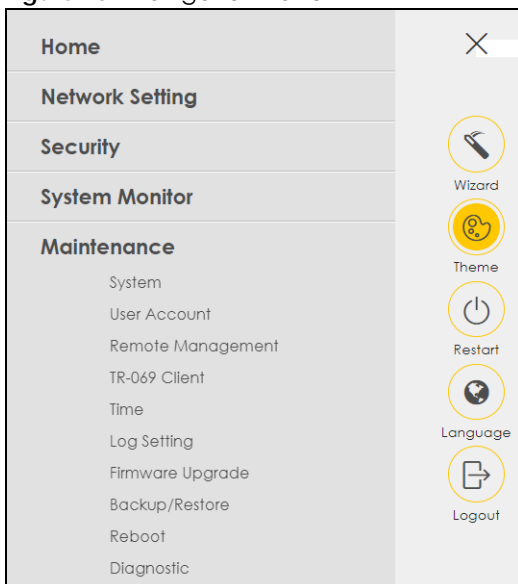 Home
Network Setting
Security
System Monitor
Maintenance
System
User Account
Remote Management
TR-069 Client
Time
Log Setting
Firmware Upgrade
Backup/Restore
Reboot
Diagnostic
Wizard
Theme
Restart
Language
Logout